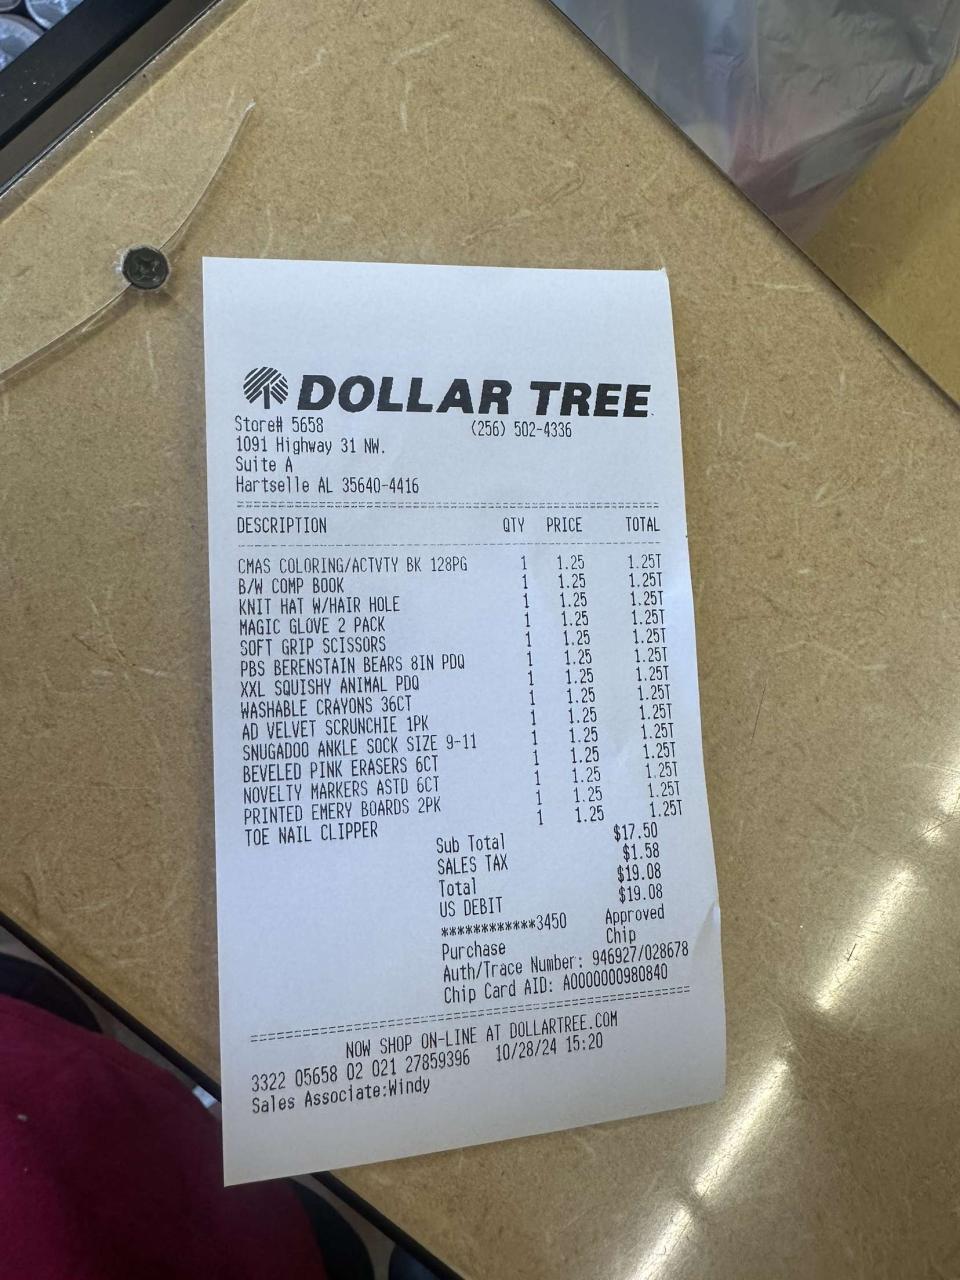 DOLLAR TREE
Store# 5658 (256) 502-4336
1091 Highway 31 NW.
Suite A
Hartselle AL 35640-4416
DESCRIPTION QTY PRICE TOTAL
CMAS COLORING/ACTVTY BK 128PG 1 1.25 1.25T
B/W COMP BOOK 1 1.25 1.25T
KNIT HAT W/HAIR HOLE 1 1.25 1.25T
MAGIC GLOVE 2 PACK 1 1.25 1.25T
SOFT GRIP SCISSORS 1 1.25 1.25T
PBS BERENSTAIN BEARS 8IN PDQ 1 1.25 1.25T
XXL SQUISHY ANIMAL PDQ 1 1.25 1.25T
WASHABLE CRAYONS 36CT 1 1.25 1.25T
AD VELVET SCRUNCHIE 1PK 1 1.25 1.25T
SNUGADOO ANKLE SOCK SIZE 9-11 1 1.25 1.25T
BEVELED PINK ERASERS 6CT 1 1.25 1.25T
NOVELTY MARKERS ASTD 6CT 1 1.25 1.25T
PRINTED EMERY BOARDS 2PK 1 1.25 1.25T
TOE NAIL CLIPPER 1 1.25 1.25T
Sub Total $17.50
SALES TAX $1.58
Total $19.08
US DEBIT $19.08
************3450 Approved
Purchase Chip
Auth/Trace Number: 946927/028678
Chip Card AID: A0000000980840
NOW SHOP ON-LINE AT DOLLARTREE.COM
3322 05658 02 021 27859396 10/28/24 15:20
Sales Associate:Windy